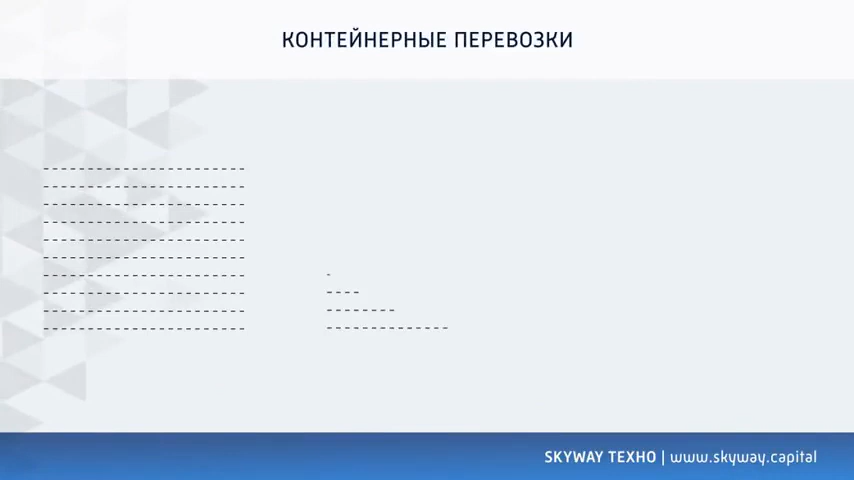 КОНТЕЙНЕРНЫЕ ПЕРЕВОЗКИ
SKYWAY ТЕХНО | www.skyway.capital